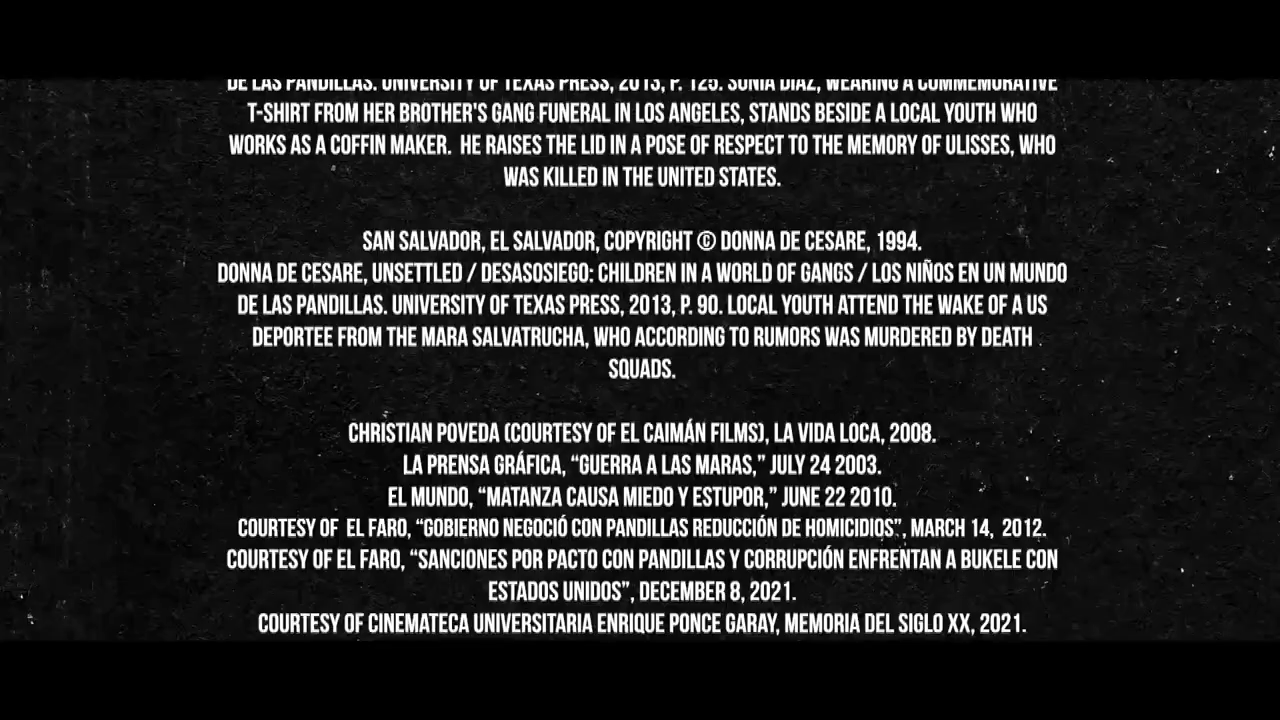 DE LAS PANDILLAS. UNIVERSITY OF TEXAS PRESS, 2013, P. 125. SONIA DIAZ, WEARING A COMMEMORATIVE
T-SHIRT FROM HER BROTHER'S GANG FUNERAL IN LOS ANGELES, STANDS BESIDE A LOCAL YOUTH WHO
WORKS AS A COFFIN MAKER. HE RAISES THE LID IN A POSE OF RESPECT TO THE MEMORY OF ULISSES, WHO
WAS KILLED IN THE UNITED STATES.
SAN SALVADOR, EL SALVADOR, COPYRIGHT © DONNA DE CESARE, 1994.
DONNA DE CESARE, UNSETTLED / DESASOSIEGO: CHILDREN IN A WORLD OF GANGS / LOS NIÑOS EN UN MUNDO
DE LAS PANDILLAS. UNIVERSITY OF TEXAS PRESS, 2013, P. 90. LOCAL YOUTH ATTEND THE WAKE OF A US
DEPORTEE FROM THE MARA SALVATRUCHA, WHO ACCORDING TO RUMORS WAS MURDERED BY DEATH
SQUADS.
CHRISTIAN POVEDA (COURTESY OF EL CAIMÁN FILMS), LA VIDA LOCA, 2008.
LA PRENSA GRÁFICA, “GUERRA A LAS MARAS,” JULY 24 2003.
EL MUNDO, “MATANZA CAUSA MIEDO Y ESTUPOR,” JUNE 22 2010.
COURTESY OF EL FARO, “GOBIERNO NEGOCIÓ CON PANDILLAS REDUCCIÓN DE HOMICIDIOS”, MARCH 14, 2012.
COURTESY OF EL FARO, “SANCIONES POR PACTO CON PANDILLAS Y CORRUPCIÓN ENFRENTAN A BUKELE CON
ESTADOS UNIDOS”, DECEMBER 8, 2021.
COURTESY OF CINEMATECA UNIVERSITARIA ENRIQUE PONCE GARAY, MEMORIA DEL SIGLO XX, 2021.